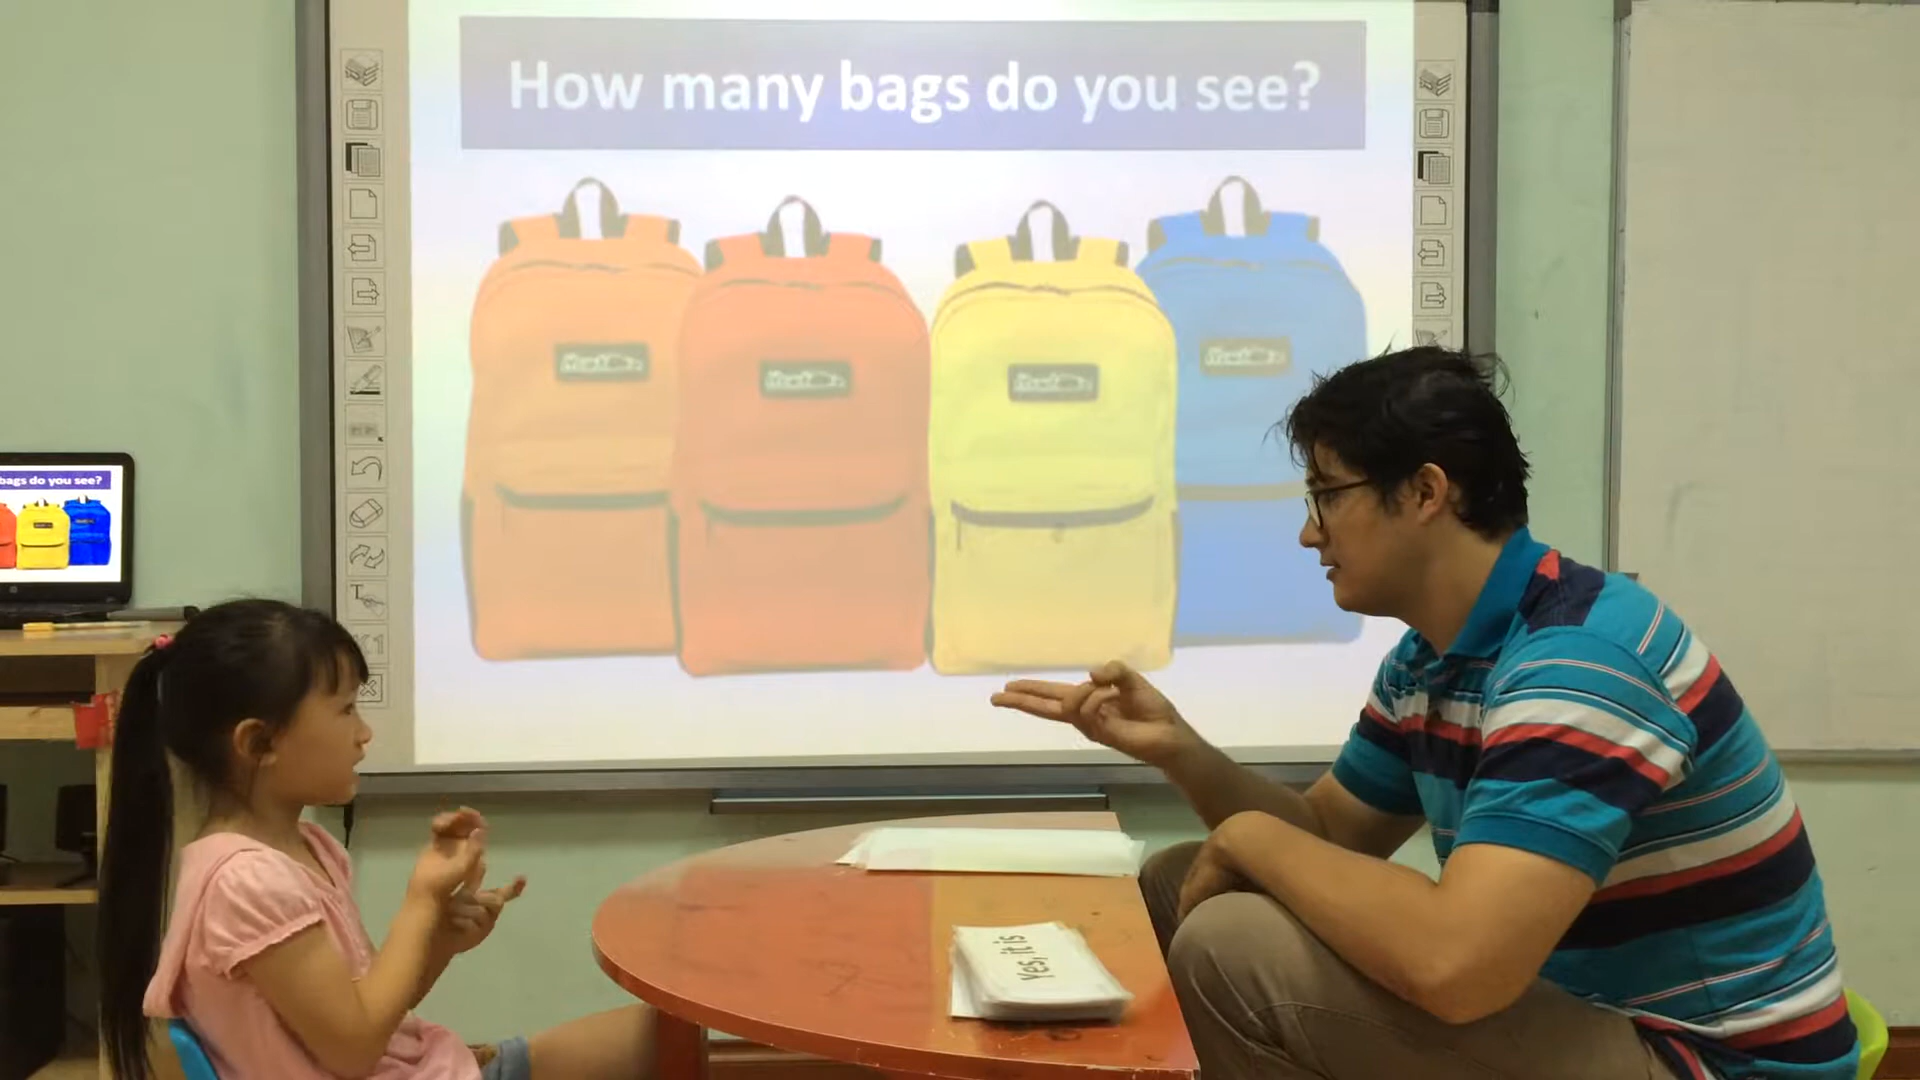 How many bags do you see?
bags do you see?
Yes, it is